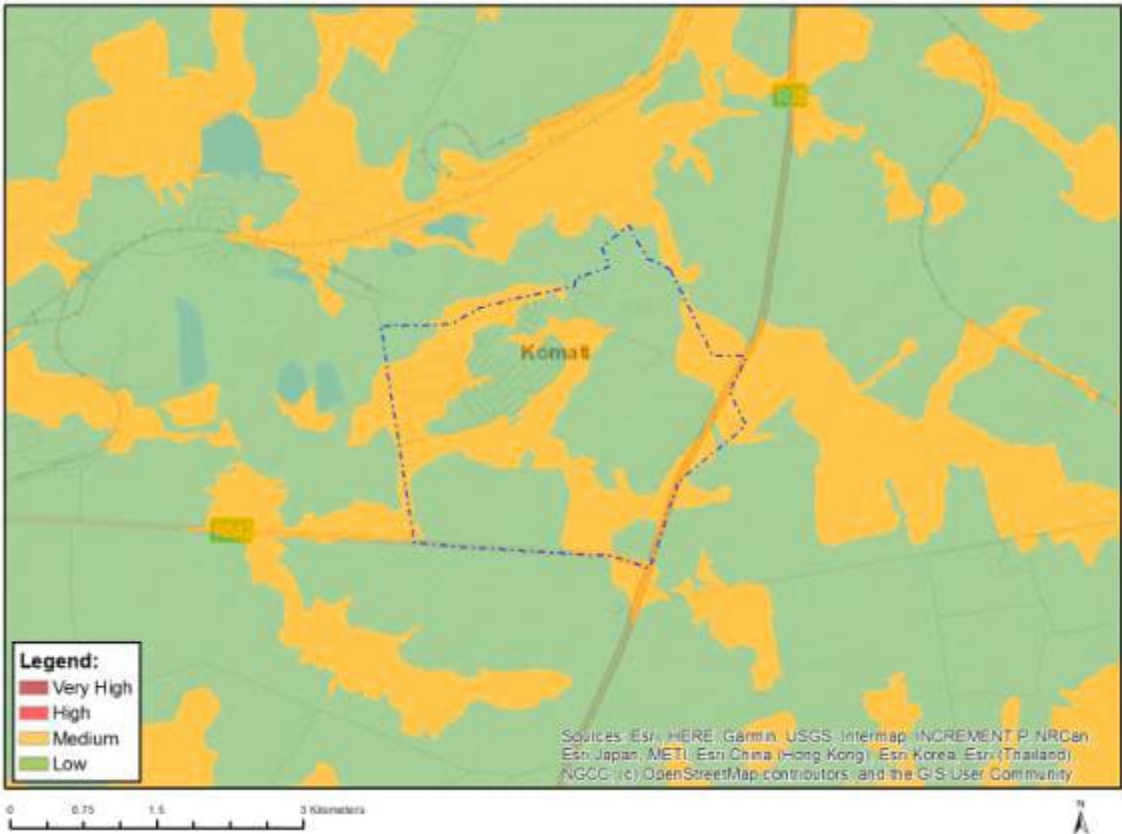 Komati
Legend:
Very High
High
Medium
Low
Sources: Esri, HERE, Garmin, USGS, Intermap, INCREMENT P, NRCan,
Esri Japan, METI, Esri China (Hong Kong), Esri Korea, Esri (Thailand),
NGCC, (c) OpenStreetMap contributors, and the GIS User Community
0 0.75 1.5 3 Kilometers
N